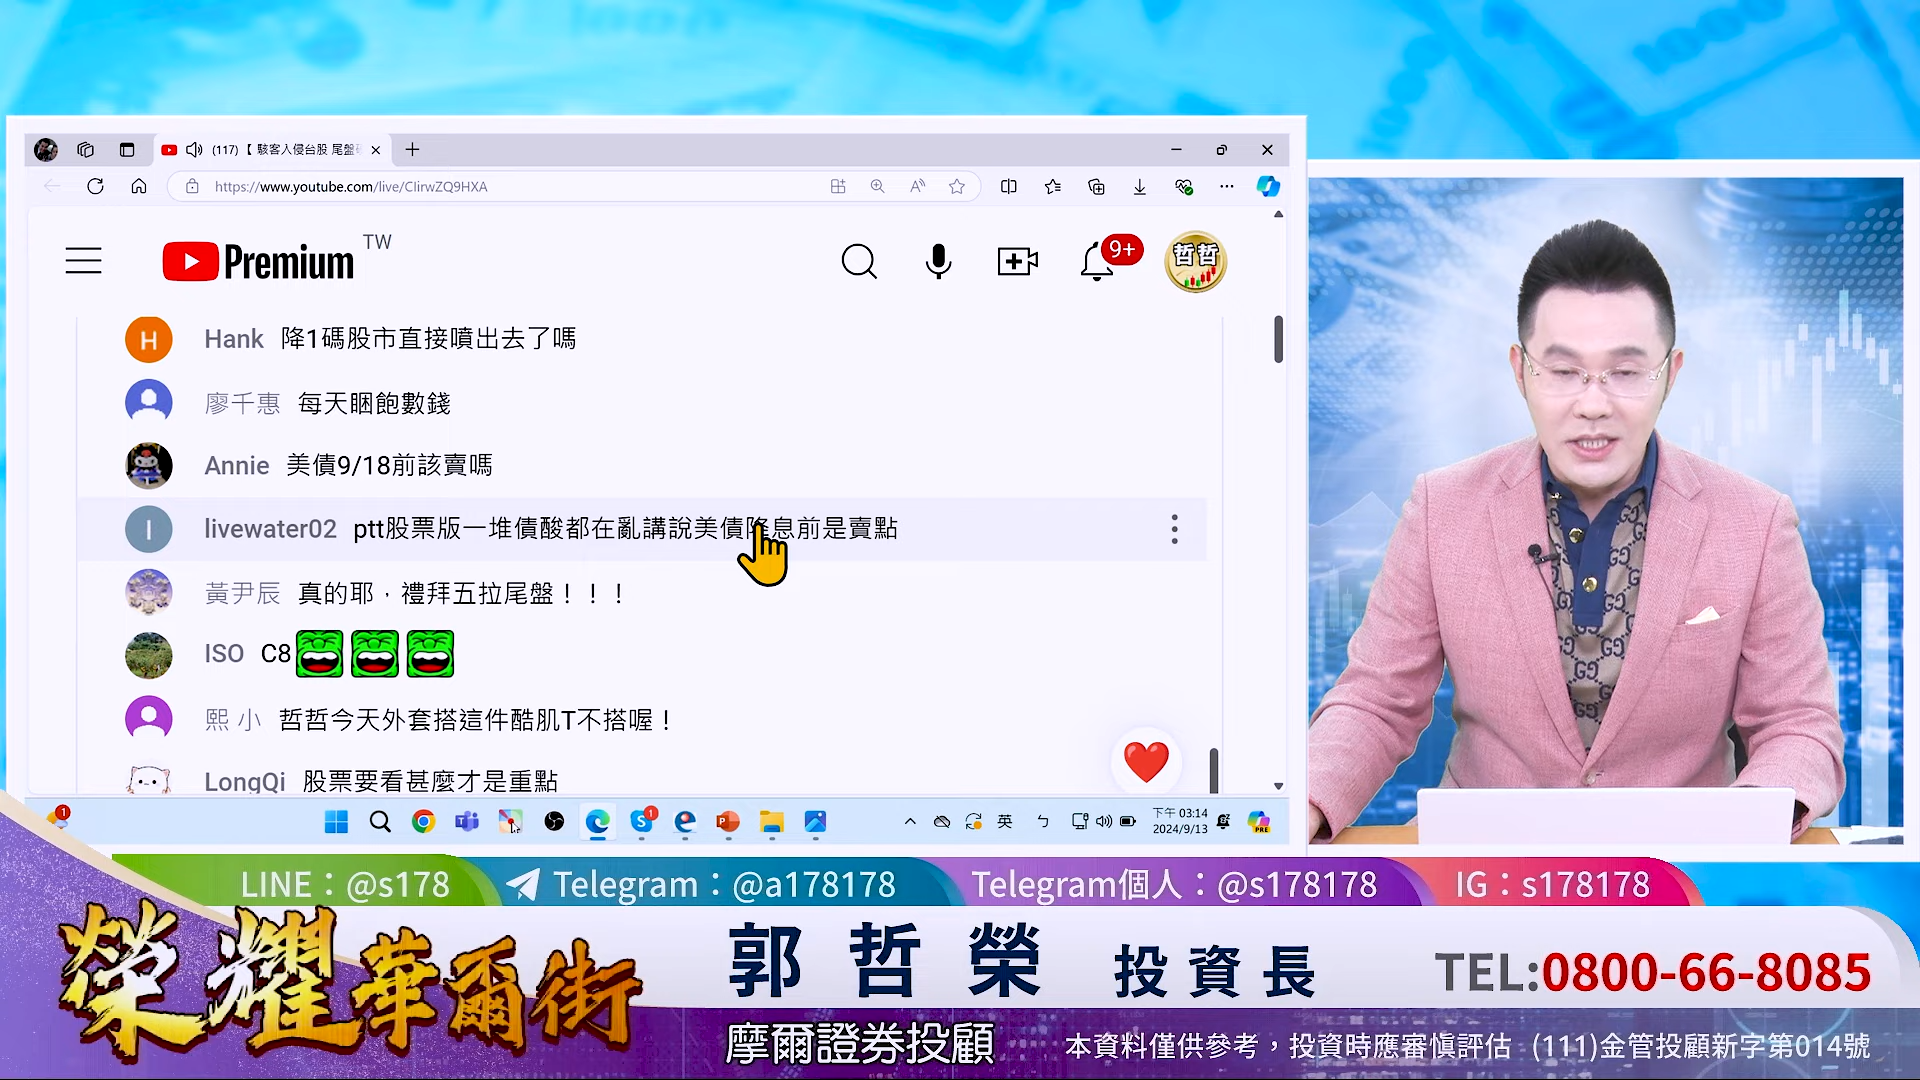 (117)【 駭客入侵台股 尾盤
https://www.youtube.com/live/CIirwZQ9HXA
Premium TW
9+
哲哲
H Hank 降1碼股市直接噴出去了嗎
廖千惠 每天睏飽數錢
Annie 美債9/18前該賣嗎
l livewater02 ptt股票版一堆債酸都在亂講說美債降息前是賣點
黃尹辰 真的耶，禮拜五拉尾盤！！！
ISO C8
熙 小 哲哲今天外套搭這件酷肌T不搭喔！
LongQi 股票要看甚麼才是重點
1
1
英
ㄅ
下午 03:14
2024/9/13
PRE
LINE：@s178
Telegram：@a178178
Telegram個人：@s178178
IG：s178178
榮耀華爾街
郭哲榮 投資長
TEL:0800-66-8085
摩爾證券投顧
本資料僅供參考，投資時應審慎評估 (111)金管投顧新字第014號